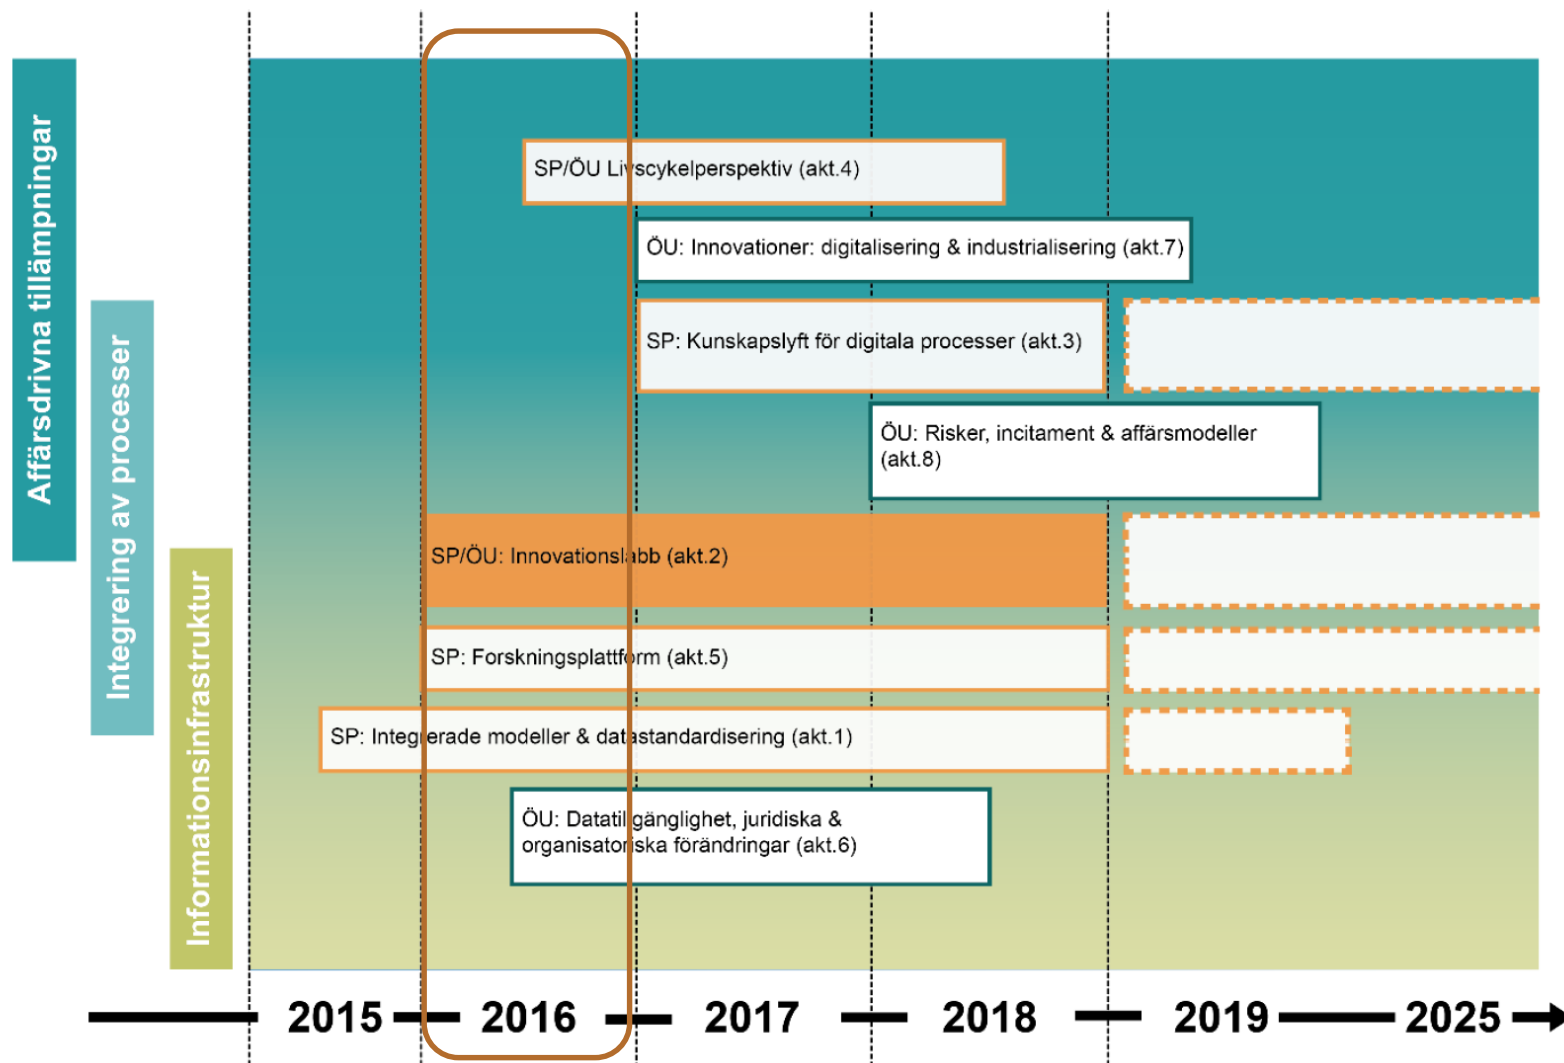 Affärsdrivna tillämpningar
Integrering av processer
Informationsinfrastruktur
SP/ÖU Livscykelperspektiv (akt.4)
ÖU: Innovationer: digitalisering & industrialisering (akt.7)
SP: Kunskapslyft för digitala processer (akt.3)
ÖU: Risker, incitament & affärsmodeller
(akt.8)
SP/ÖU: Innovationslabb (akt.2)
SP: Forskningsplattform (akt.5)
SP: Integrerade modeller & datastandardisering (akt.1)
ÖU: Datatillgänglighet, juridiska &
organisatoriska förändringar (akt.6)
2015 2016 2017 2018 2019 2025